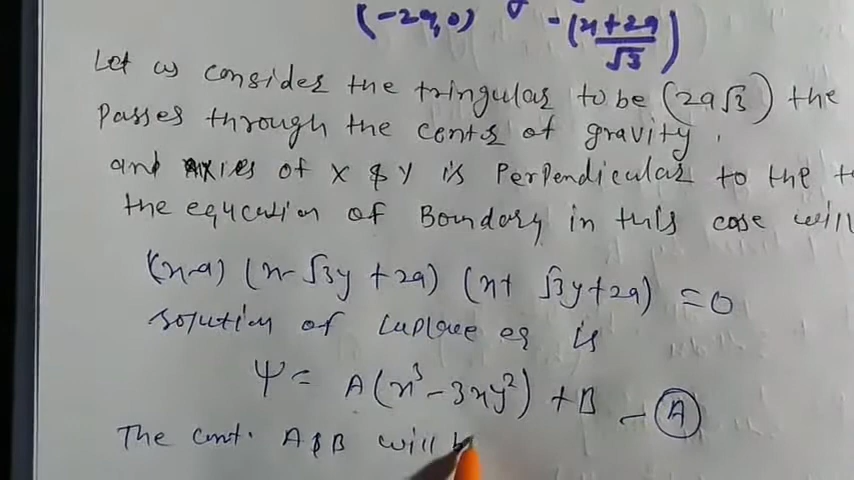 (-2a,0) -(x+2a/√3)
Let us consider the tringular to be (2a√3) the
Passes through the center of gravity.
and axies of x & y is Perpendicular to the
the equcation of Boundary in this case will
(x-a) (x-√3y +2a) (x+ √3y+2a) =0
solution of Laplace eq is
Ψ= A(x³-3xy²) +B -(A)
The cont. A & B will b